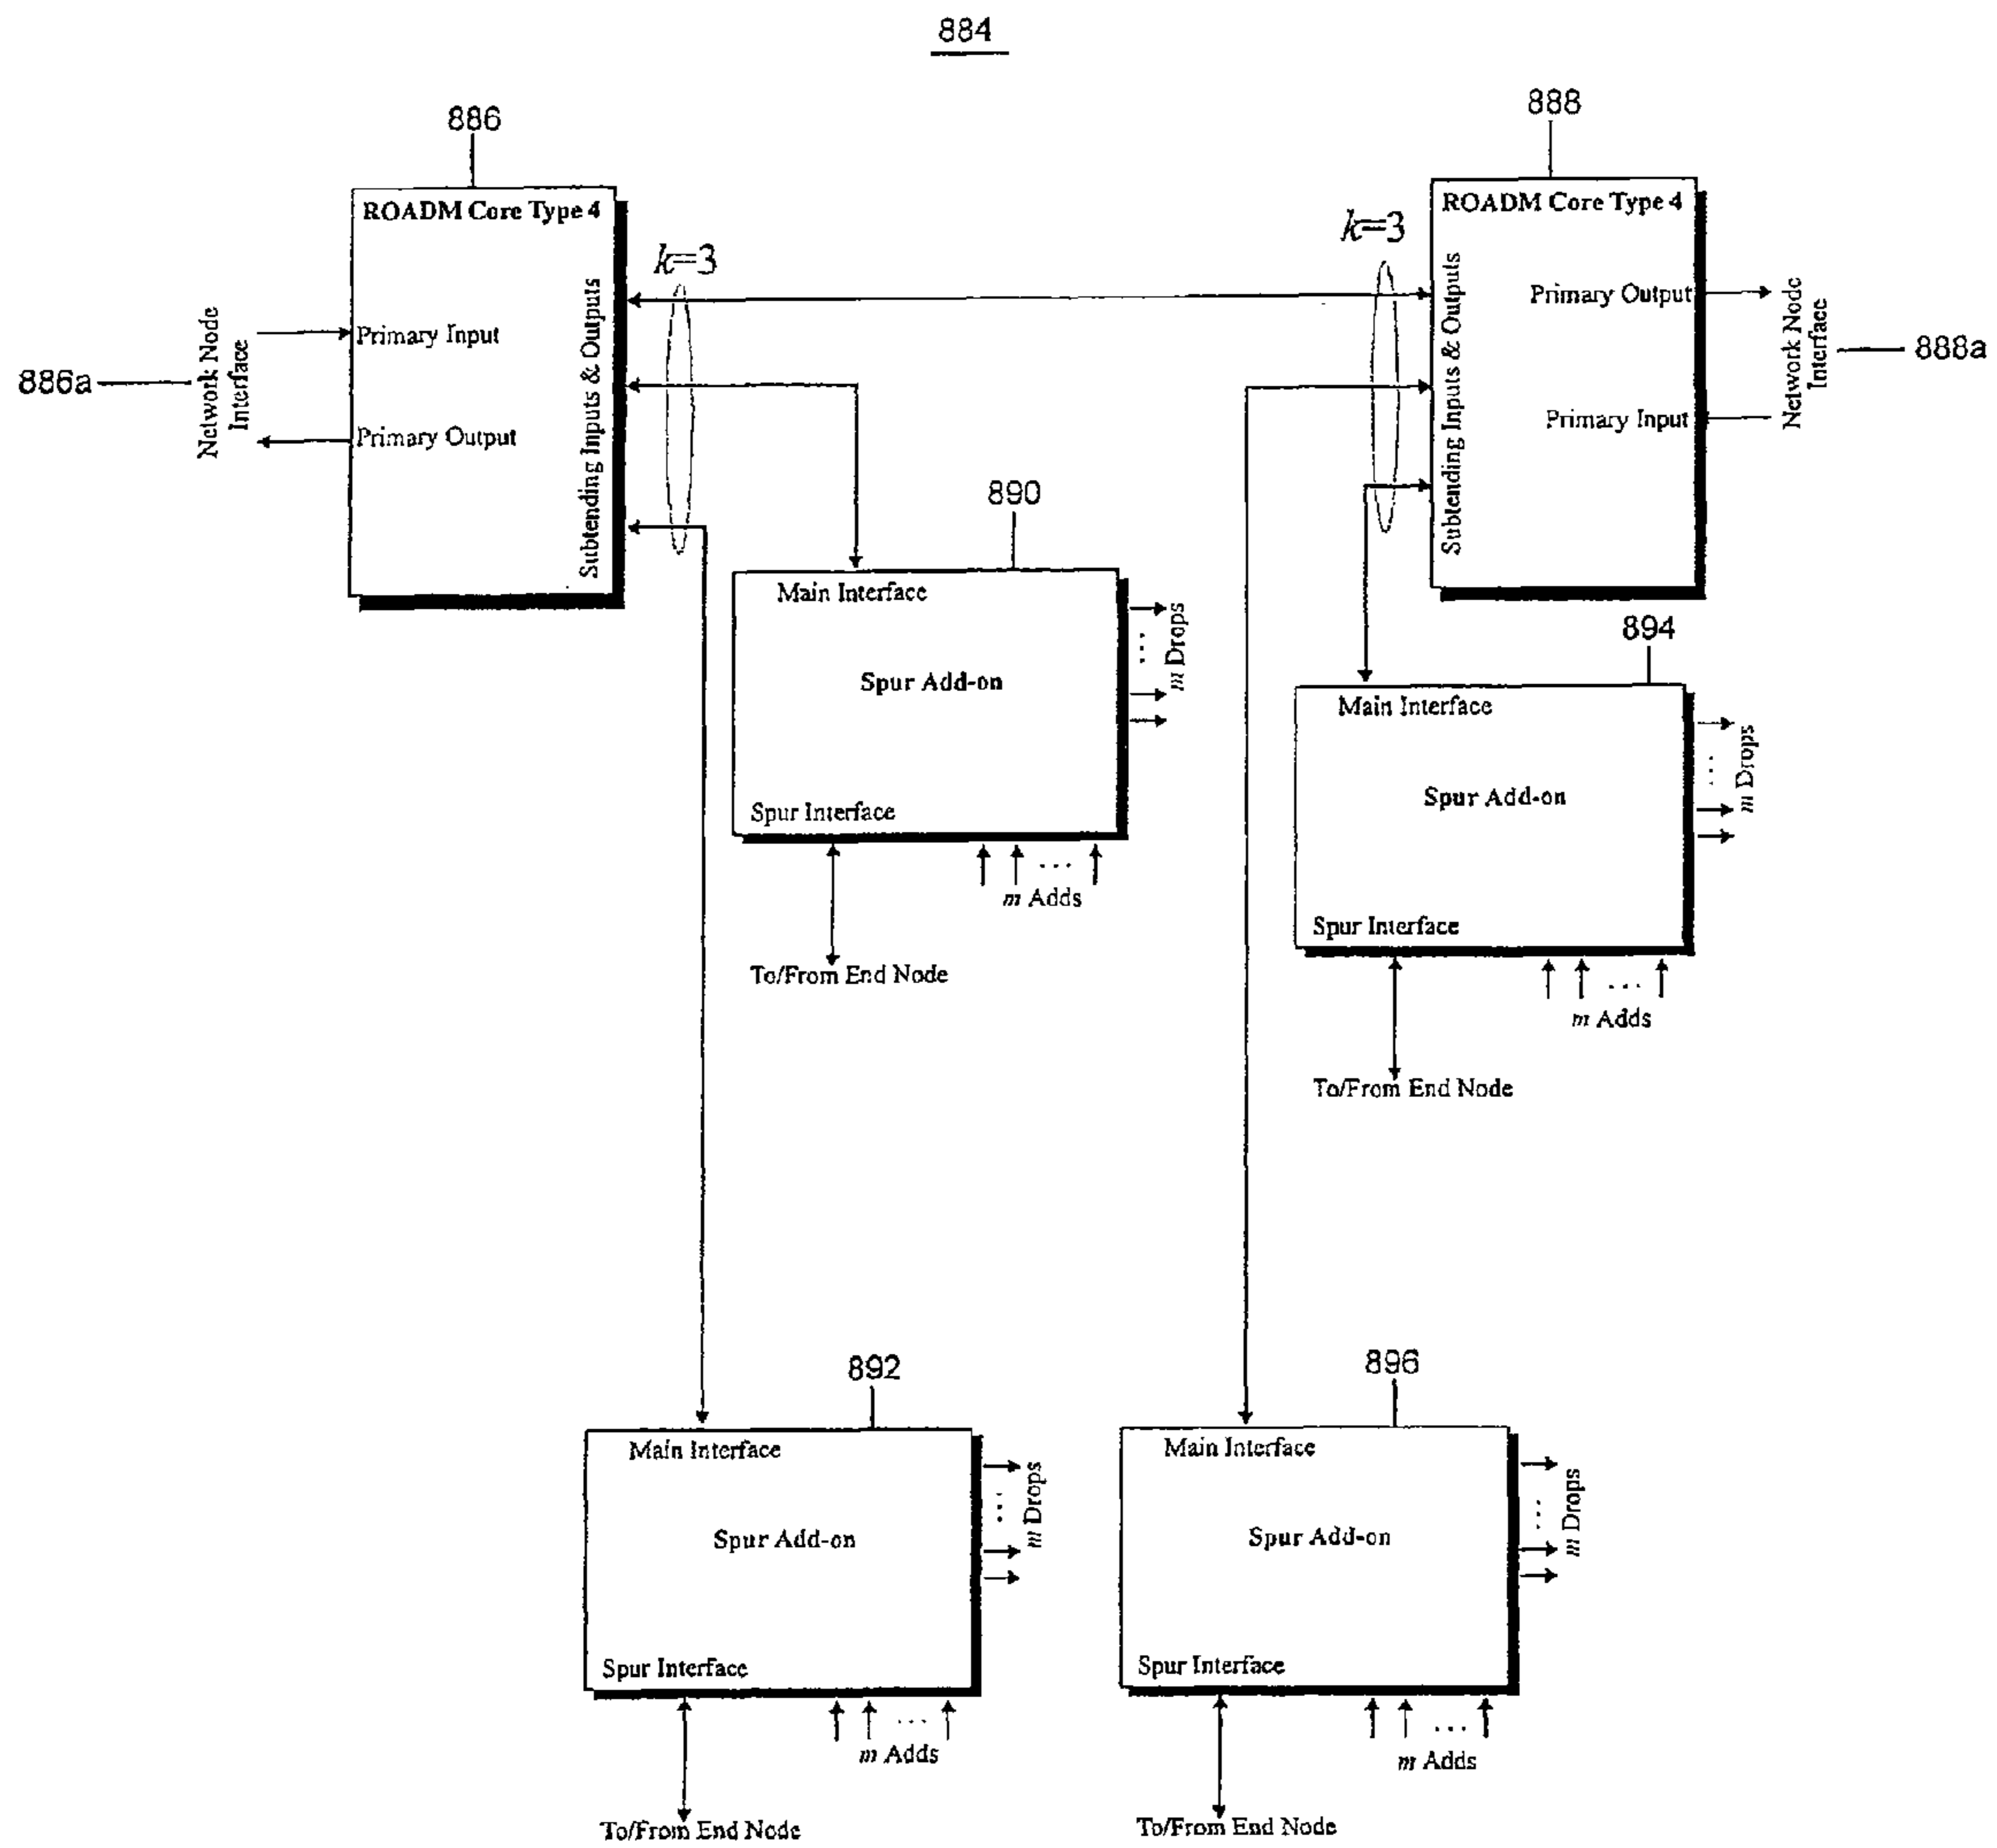 884
886
888
ROADM Core Type 4
ROADM Core Type 4
k=3
k=3
Subtending Inputs & Outputs
Subtending Inputs & Outputs
Primary Input
Primary Output
Primary Output
Primary Input
886a
Network Node
Interface
Network Node
Interface
888a
890
Main Interface
Spur Add-on
Spur Interface
m Drops
...
... 
m Adds
To/From End Node
894
Main Interface
Spur Add-on
Spur Interface
m Drops
...
...
m Adds
To/From End Node
892
Main Interface
Spur Add-on
Spur Interface
m Drops
...
...
m Adds
To/From End Node
896
Main Interface
Spur Add-on
Spur Interface
m Drops
...
...
m Adds
To/From End Node